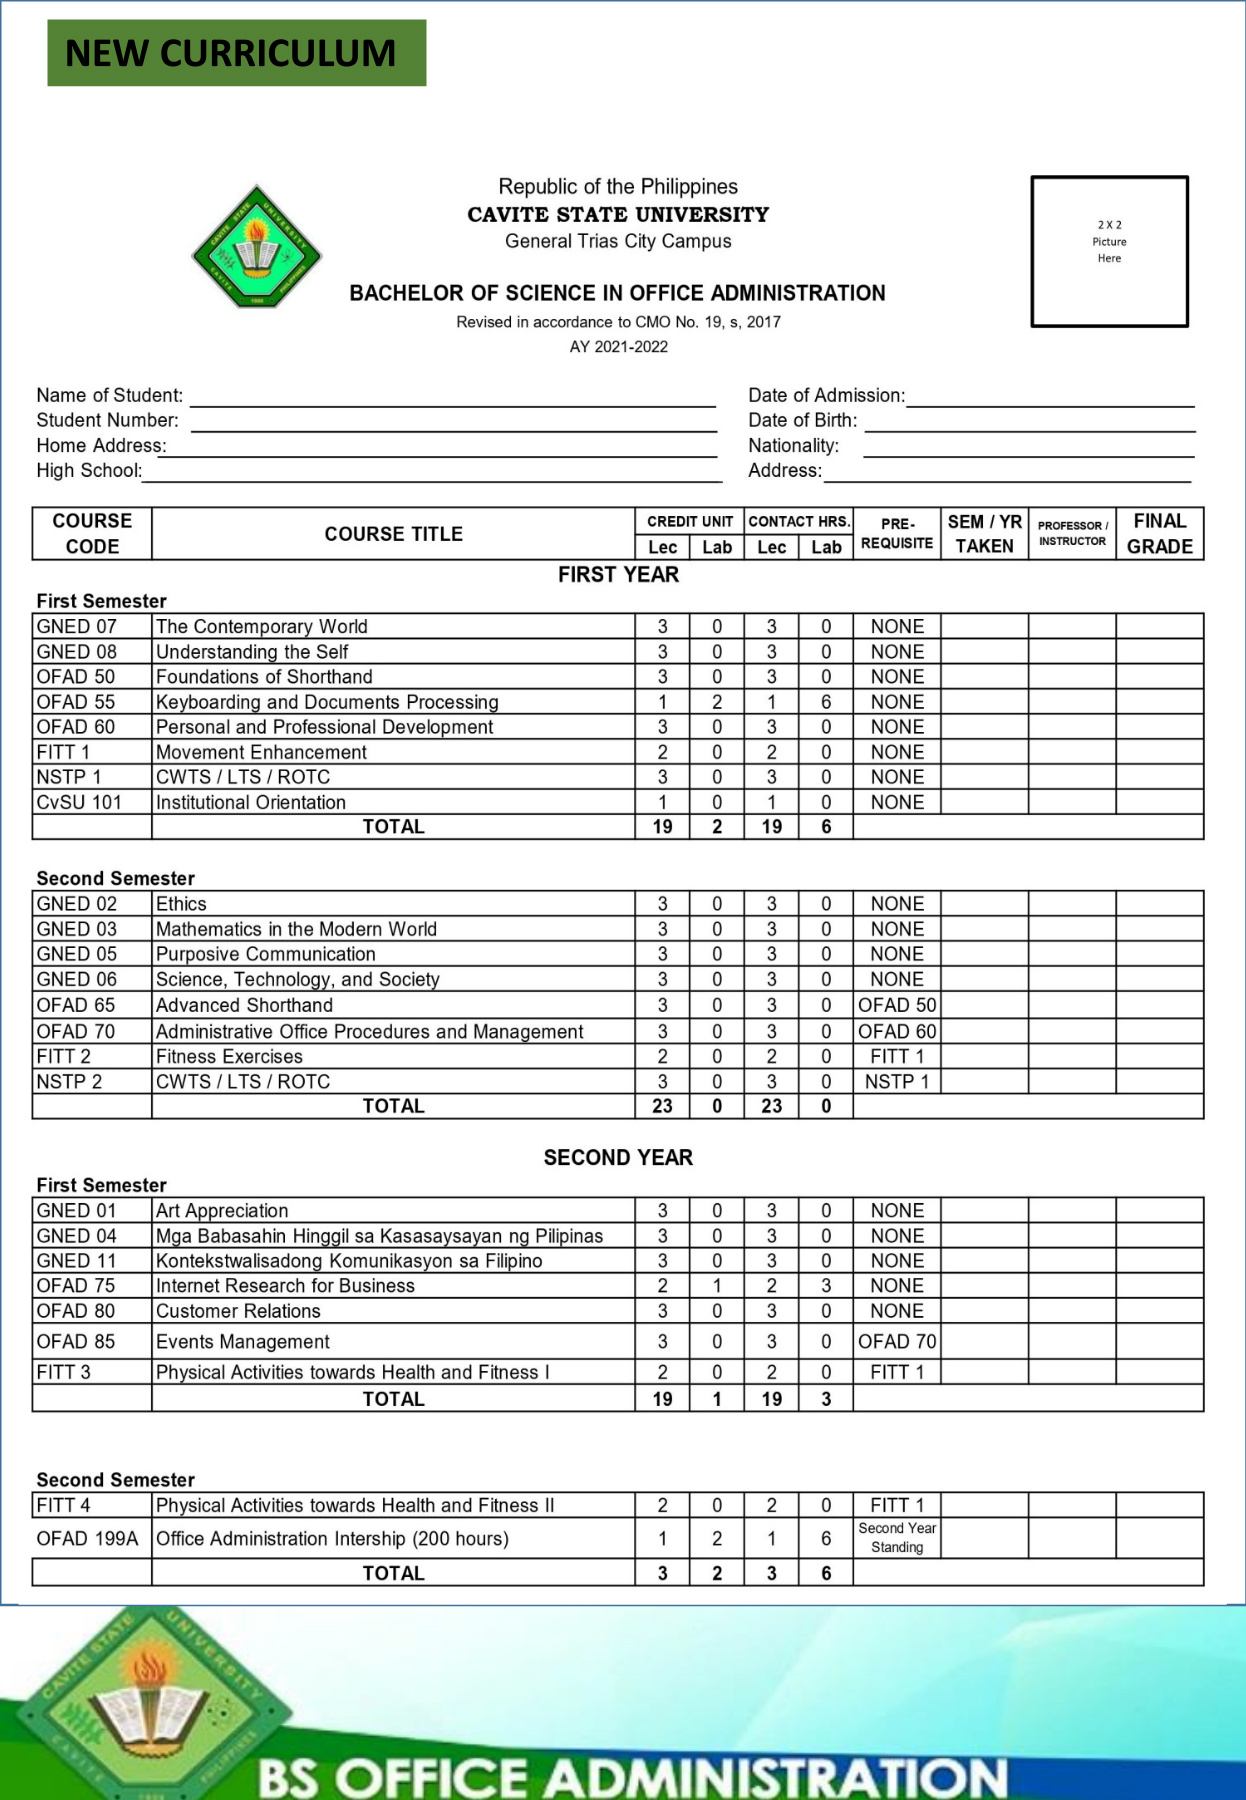 NEW CURRICULUM
Republic of the Philippines
CAVITE STATE UNIVERSITY
General Trias City Campus
2 X 2
Picture
Here
BACHELOR OF SCIENCE IN OFFICE ADMINISTRATION
Revised in accordance to CMO No. 19, s, 2017
AY 2021-2022
Name of Student: Date of Admission:
Student Number: Date of Birth:
Home Address: Nationality:
High School: Address:
COURSE CODE COURSE TITLE CREDIT UNIT CONTACT HRS. PRE-REQUISITE SEM / YR TAKEN PROFESSOR / INSTRUCTOR FINAL GRADE
Lec Lab Lec Lab
FIRST YEAR
First Semester
GNED 07 The Contemporary World 3 0 3 0 NONE
GNED 08 Understanding the Self 3 0 3 0 NONE
OFAD 50 Foundations of Shorthand 3 0 3 0 NONE
OFAD 55 Keyboarding and Documents Processing 1 2 1 6 NONE
OFAD 60 Personal and Professional Development 3 0 3 0 NONE
FITT 1 Movement Enhancement 2 0 2 0 NONE
NSTP 1 CWTS / LTS / ROTC 3 0 3 0 NONE
CvSU 101 Institutional Orientation 1 0 1 0 NONE
TOTAL 19 2 19 6
Second Semester
GNED 02 Ethics 3 0 3 0 NONE
GNED 03 Mathematics in the Modern World 3 0 3 0 NONE
GNED 05 Purposive Communication 3 0 3 0 NONE
GNED 06 Science, Technology, and Society 3 0 3 0 NONE
OFAD 65 Advanced Shorthand 3 0 3 0 OFAD 50
OFAD 70 Administrative Office Procedures and Management 3 0 3 0 OFAD 60
FITT 2 Fitness Exercises 2 0 2 0 FITT 1
NSTP 2 CWTS / LTS / ROTC 3 0 3 0 NSTP 1
TOTAL 23 0 23 0
SECOND YEAR
First Semester
GNED 01 Art Appreciation 3 0 3 0 NONE
GNED 04 Mga Babasahin Hinggil sa Kasasaysayan ng Pilipinas 3 0 3 0 NONE
GNED 11 Kontekstwalisadong Komunikasyon sa Filipino 3 0 3 0 NONE
OFAD 75 Internet Research for Business 2 1 2 3 NONE
OFAD 80 Customer Relations 3 0 3 0 NONE
OFAD 85 Events Management 3 0 3 0 OFAD 70
FITT 3 Physical Activities towards Health and Fitness I 2 0 2 0 FITT 1
TOTAL 19 1 19 3
Second Semester
FITT 4 Physical Activities towards Health and Fitness II 2 0 2 0 FITT 1
OFAD 199A Office Administration Intership (200 hours) 1 2 1 6 Second Year Standing
TOTAL 3 2 3 6
CAVITE STATE UNIVERSITY
CAVITE PHILIPPINES
BS OFFICE ADMINISTRATION